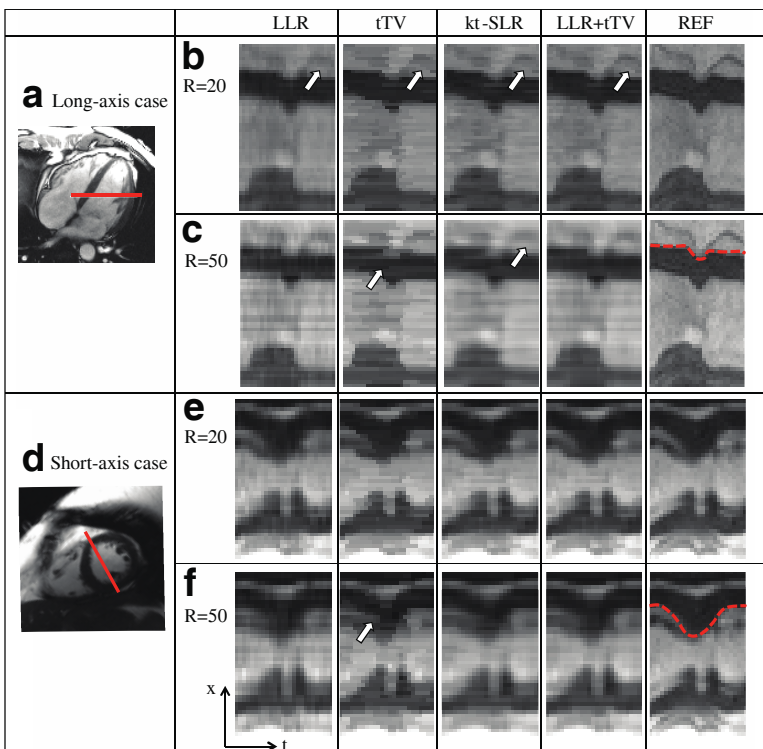 LLR tTV kt-SLR LLR+tTV REF
b
R=20
a Long-axis case
c
R=50
e
R=20
d Short-axis case
f
R=50
x
t